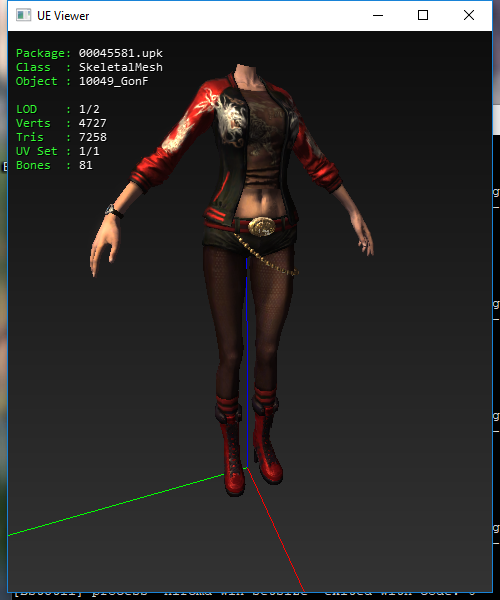 UE Viewer
Package: 00045581.upk
Class : SkeletalMesh
Object : 10049_GonF
LOD : 1/2
Verts : 4727
Tris : 7258
UV Set : 1/1
Bones : 81